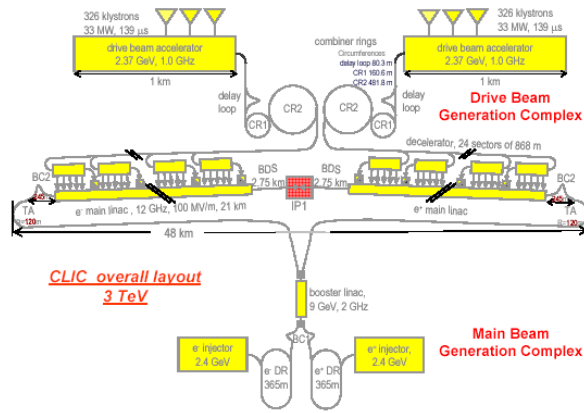 326 klystrons
33 MW, 139 µs
drive beam accelerator
2.37 GeV, 1.0 GHz
1 km
delay
loop
CR1
CR2
combiner rings
Circumferences
delay loop 80.3 m
CR1 160.6 m
CR2 481.8 m
326 klystrons
33 MW, 139 µs
drive beam accelerator
2.37 GeV, 1.0 GHz
1 km
delay
loop
CR2
CR1
Drive Beam
Generation Complex
decelerator, 24 sectors of 868 m
BC2
BDS
2.75 km
IP1
BDS
2.75 km
BC2
245m
TA
R=120m
e- main linac , 12 GHz, 100 MV/m, 21 km
e+ main linac
245m
TA
R=120m
48 km
CLIC overall layout
3 TeV
booster linac,
9 GeV, 2 GHz
BC1
e- injector
2.4 GeV
e- DR
365m
e+ DR
365m
e+ injector,
2.4 GeV
Main Beam
Generation Complex